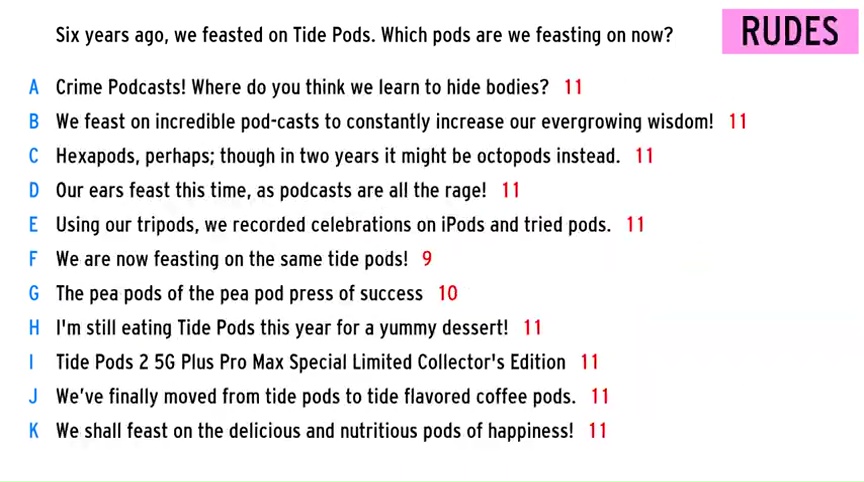 Six years ago, we feasted on Tide Pods. Which pods are we feasting on now?
RUDES
A Crime Podcasts! Where do you think we learn to hide bodies? 11
B We feast on incredible pod-casts to constantly increase our evergrowing wisdom! 11
C Hexapods, perhaps; though in two years it might be octopods instead. 11
D Our ears feast this time, as podcasts are all the rage! 11
E Using our tripods, we recorded celebrations on iPods and tried pods. 11
F We are now feasting on the same tide pods! 9
G The pea pods of the pea pod press of success 10
H I'm still eating Tide Pods this year for a yummy dessert! 11
I Tide Pods 2 5G Plus Pro Max Special Limited Collector's Edition 11
J We’ve finally moved from tide pods to tide flavored coffee pods. 11
K We shall feast on the delicious and nutritious pods of happiness! 11